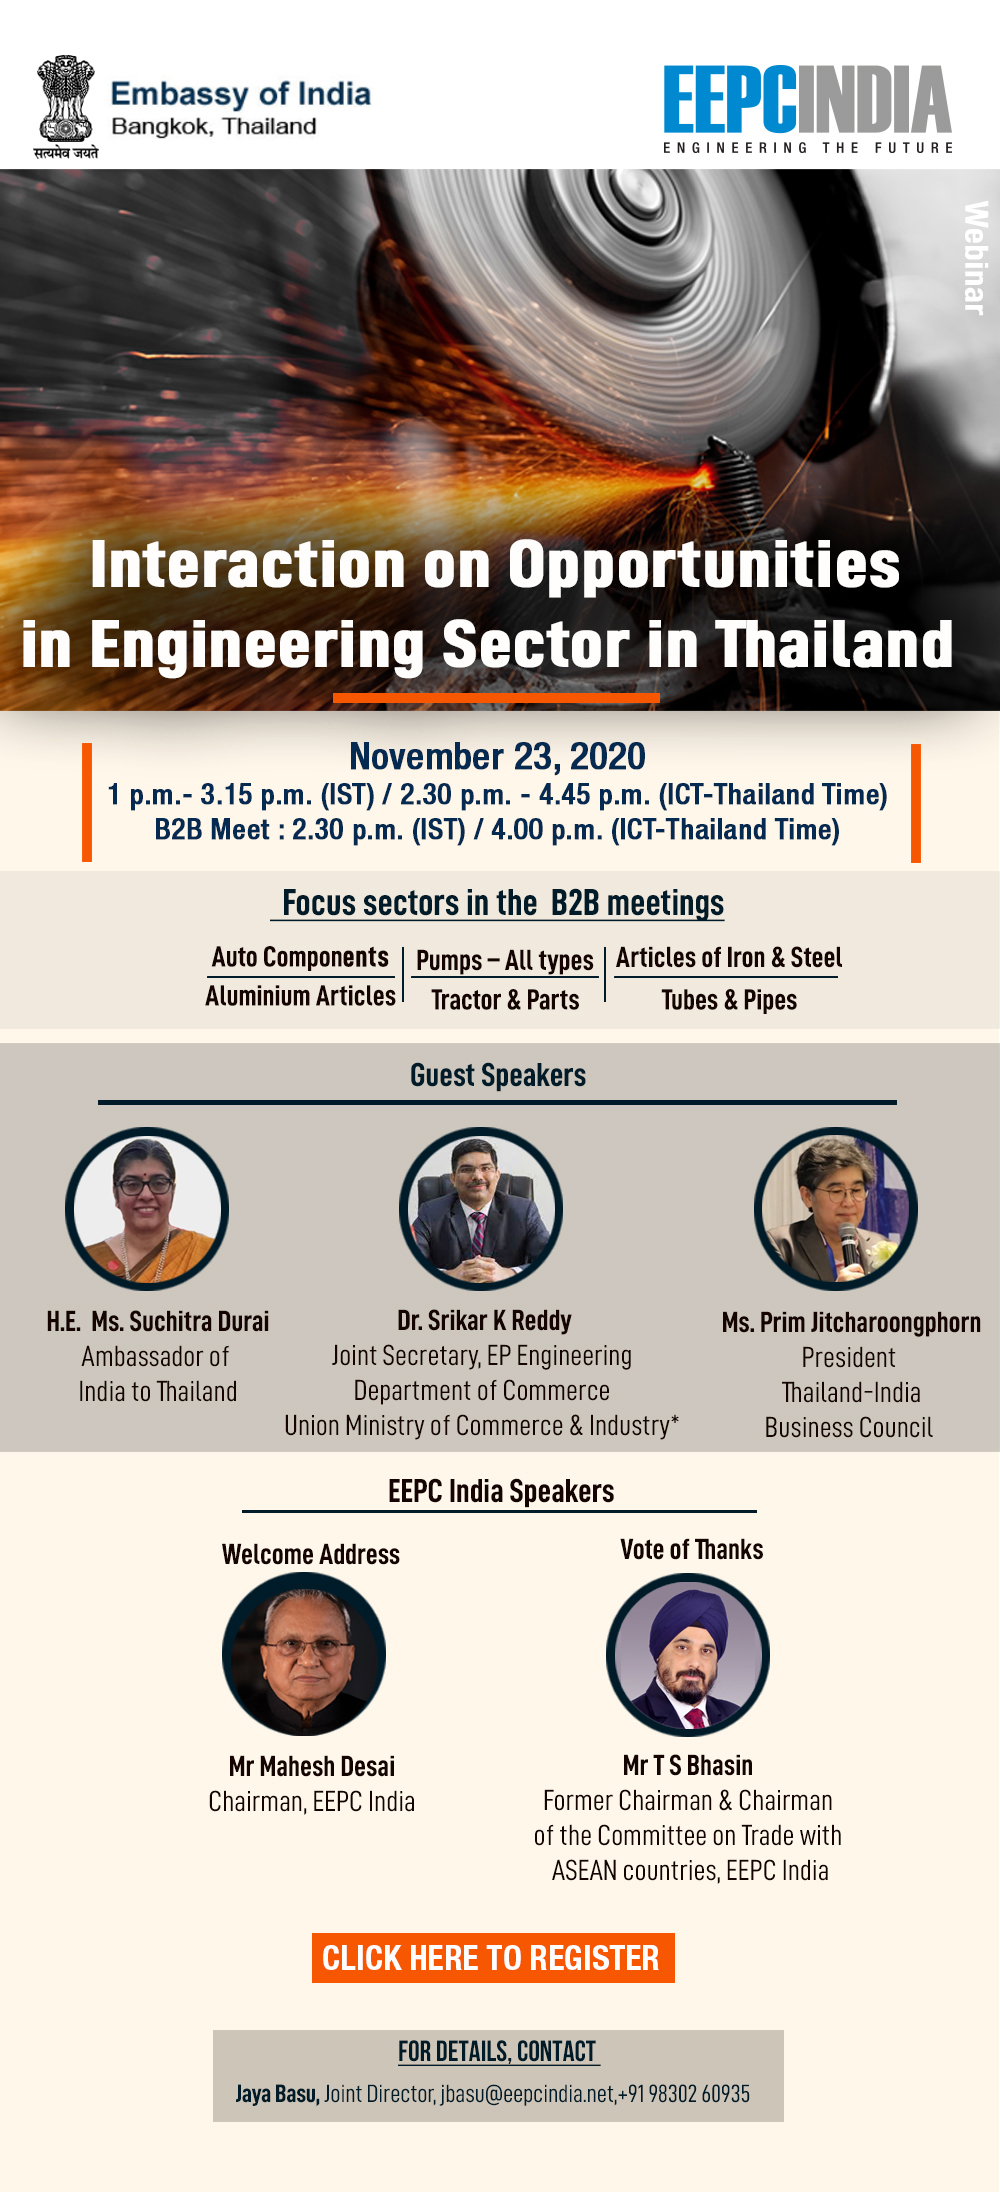 Embassy of India
Bangkok, Thailand
सत्यमेव जयते
EEPCINDIA
ENGINEERING THE FUTURE
Webinar
Interaction on Opportunities
in Engineering Sector in Thailand
November 23, 2020
1 p.m.- 3.15 p.m. (IST) / 2.30 p.m. - 4.45 p.m. (ICT-Thailand Time)
B2B Meet : 2.30 p.m. (IST) / 4.00 p.m. (ICT-Thailand Time)
Focus sectors in the B2B meetings
Auto Components
Pumps – All types
Articles of Iron & Steel
Aluminium Articles
Tractor & Parts
Tubes & Pipes
Guest Speakers
H.E. Ms. Suchitra Durai
Ambassador of
India to Thailand
Dr. Srikar K Reddy
Joint Secretary, EP Engineering
Department of Commerce
Union Ministry of Commerce & Industry*
Ms. Prim Jitcharoongphorn
President
Thailand-India
Business Council
EEPC India Speakers
Welcome Address
Mr Mahesh Desai
Chairman, EEPC India
Vote of Thanks
Mr T S Bhasin
Former Chairman & Chairman
of the Committee on Trade with
ASEAN countries, EEPC India
CLICK HERE TO REGISTER
FOR DETAILS, CONTACT
Jaya Basu, Joint Director, jbasu@eepcindia.net,+91 98302 60935